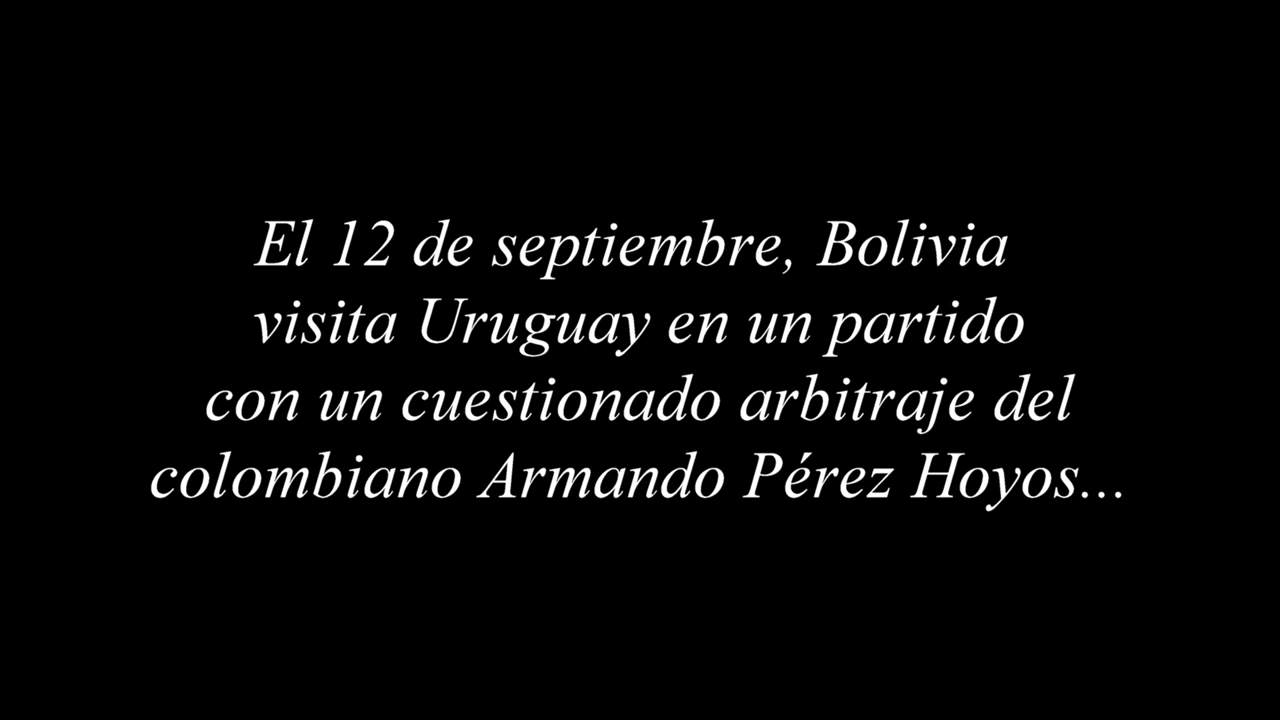 El 12 de septiembre, Bolivia
visita Uruguay en un partido
con un cuestionado arbitraje del
colombiano Armando Pérez Hoyos...